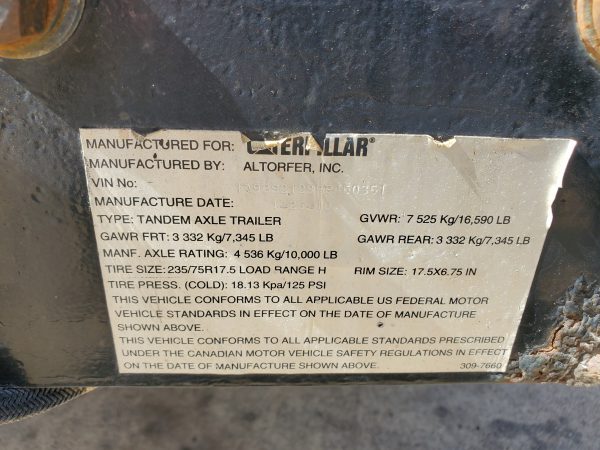 MANUFACTURED FOR: CATERPILLAR®
MANUFACTURED BY: ALTORFER, INC.
VIN No:
MANUFACTURE DATE:
TYPE: TANDEM AXLE TRAILER GVWR: 7 525 Kg/16,590 LB
GAWR FRT: 3 332 Kg/7,345 LB GAWR REAR: 3 332 Kg/7,345 LB
MANF. AXLE RATING: 4 536 Kg/10,000 LB
TIRE SIZE: 235/75R17.5 LOAD RANGE H RIM SIZE: 17.5X6.75 IN
TIRE PRESS. (COLD): 18.13 Kpa/125 PSI
THIS VEHICLE CONFORMS TO ALL APPLICABLE US FEDERAL MOTOR
VEHICLE STANDARDS IN EFFECT ON THE DATE OF MANUFACTURE
SHOWN ABOVE.
THIS VEHICLE CONFORMS TO ALL APPLICABLE STANDARDS PRESCRIBED
UNDER THE CANADIAN MOTOR VEHICLE SAFETY REGULATIONS IN EFFECT
ON THE DATE OF MANUFACTURE SHOWN ABOVE. 309-7660